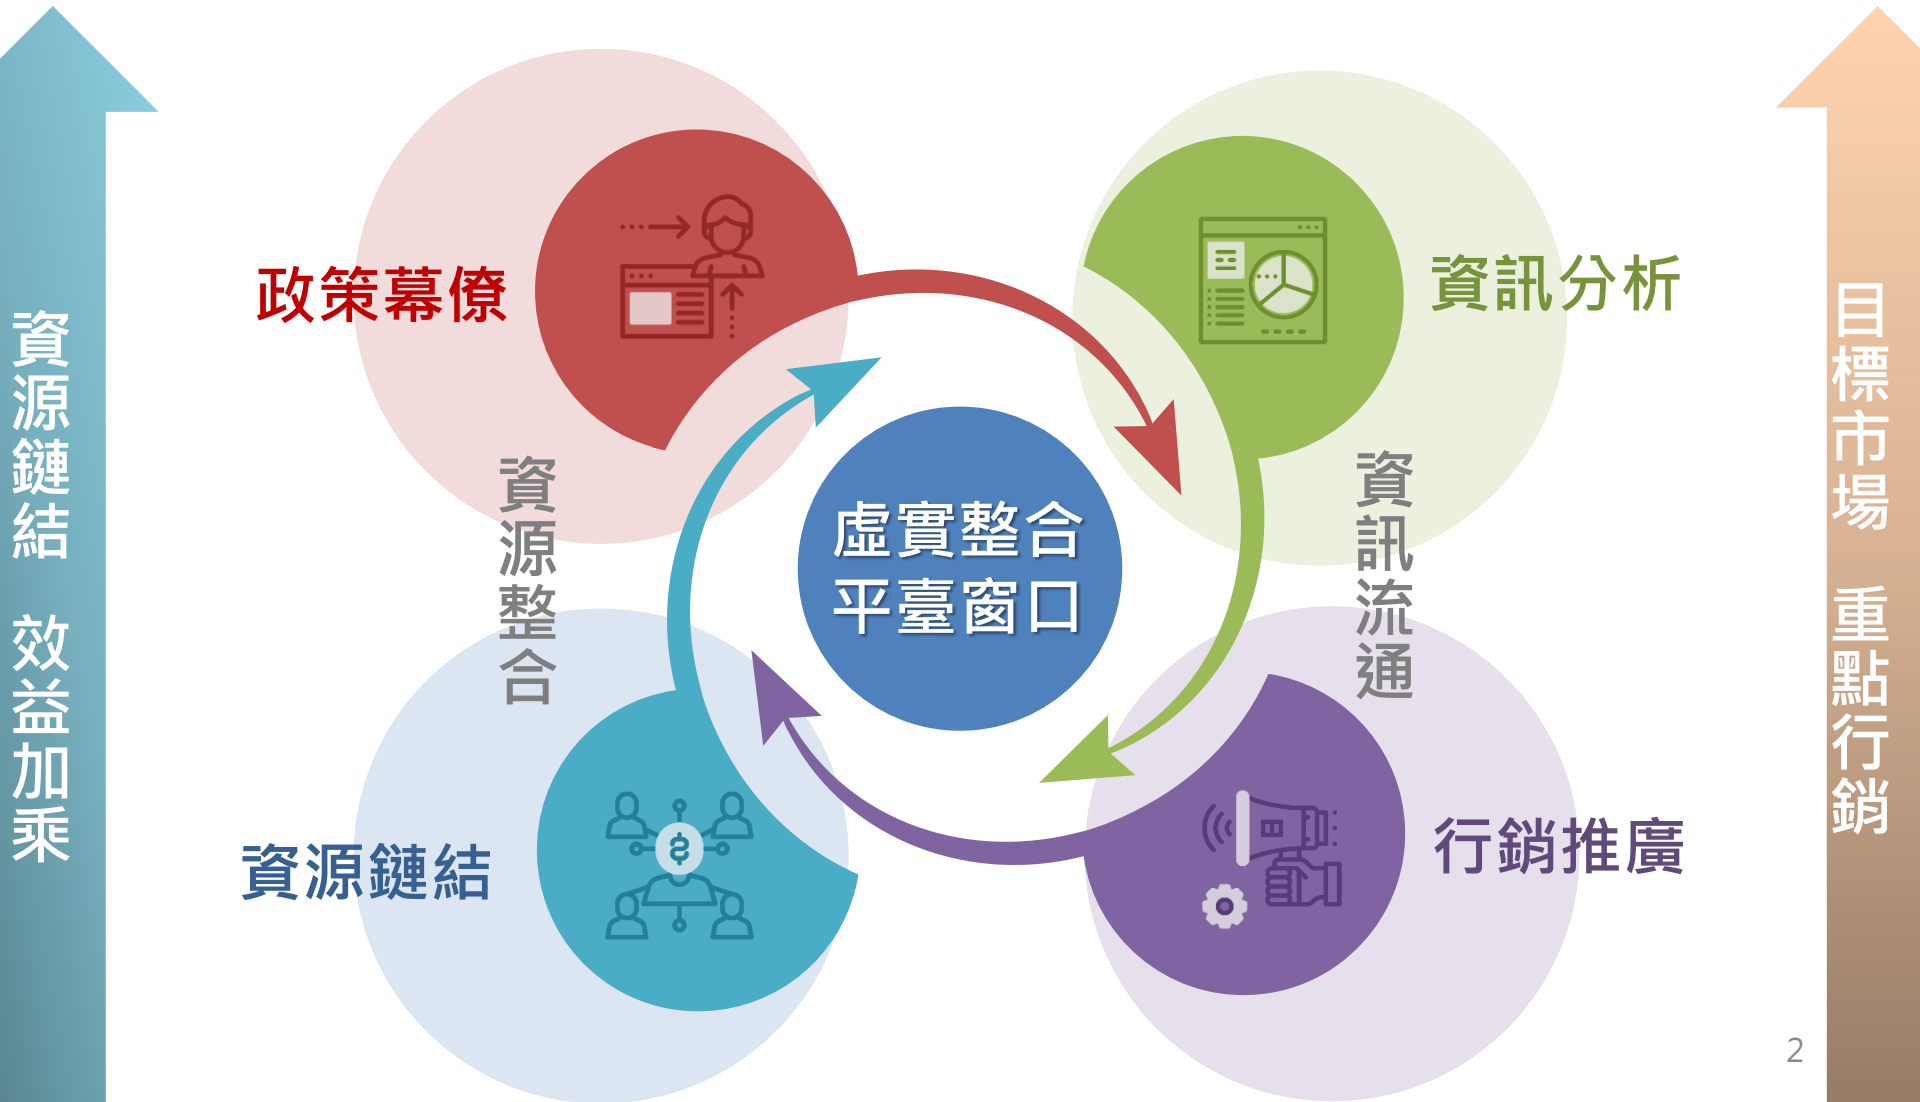 政策幕僚
資訊分析
資源鏈結 效益加乘
資源整合
虛實整合
平臺窗口
資訊流通
目標市場 重點行銷
資源鏈結
行銷推廣
2